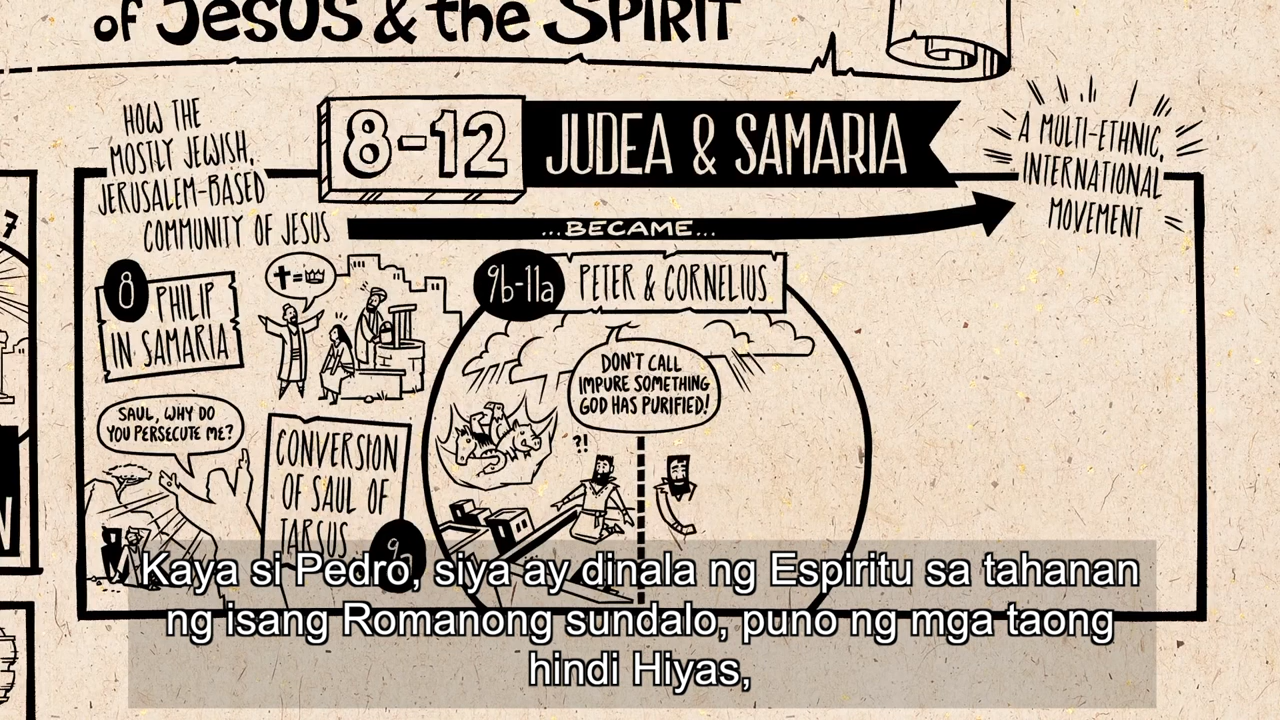 of JESUS & the SPIRIT
HOW THE
MOSTLY JEWISH,
JERUSALEM-BASED
COMMUNITY OF JESUS
8-12
JUDEA & SAMARIA
...BECAME...
A MULTI-ETHNIC,
INTERNATIONAL
MOVEMENT
7
8
PHILIP
IN SAMARIA
SAUL, WHY DO
YOU PERSECUTE ME?
CONVERSION
OF SAUL OF
TARSUS
9a
9b-11a
PETER & CORNELIUS
DON'T CALL
IMPURE SOMETHING
GOD HAS PURIFIED!
?!
Kaya si Pedro, siya ay dinala ng Espiritu sa tahanan
ng isang Romanong sundalo, puno ng mga taong
hindi Hiyas,